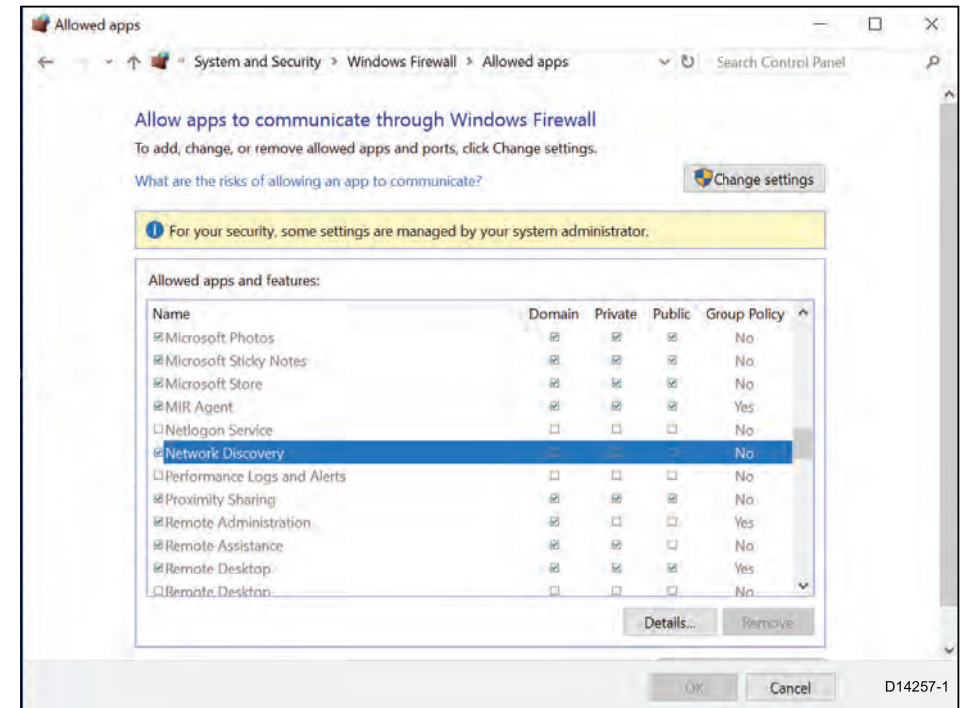 Allowed apps
System and Security > Windows Firewall > Allowed apps Search Control Panel
Allow apps to communicate through Windows Firewall
To add, change, or remove allowed apps and ports, click Change settings.
What are the risks of allowing an app to communicate? Change settings
For your security, some settings are managed by your system administrator.
Allowed apps and features:
Name Domain Private Public Group Policy
Microsoft Photos No
Microsoft Sticky Notes No
Microsoft Store No
MIR Agent Yes
Netlogon Service No
Network Discovery No
Performance Logs and Alerts No
Proximity Sharing No
Remote Administration Yes
Remote Assistance No
Remote Desktop Yes
Remote Desktop No
Details... Remove
OK Cancel D14257-1